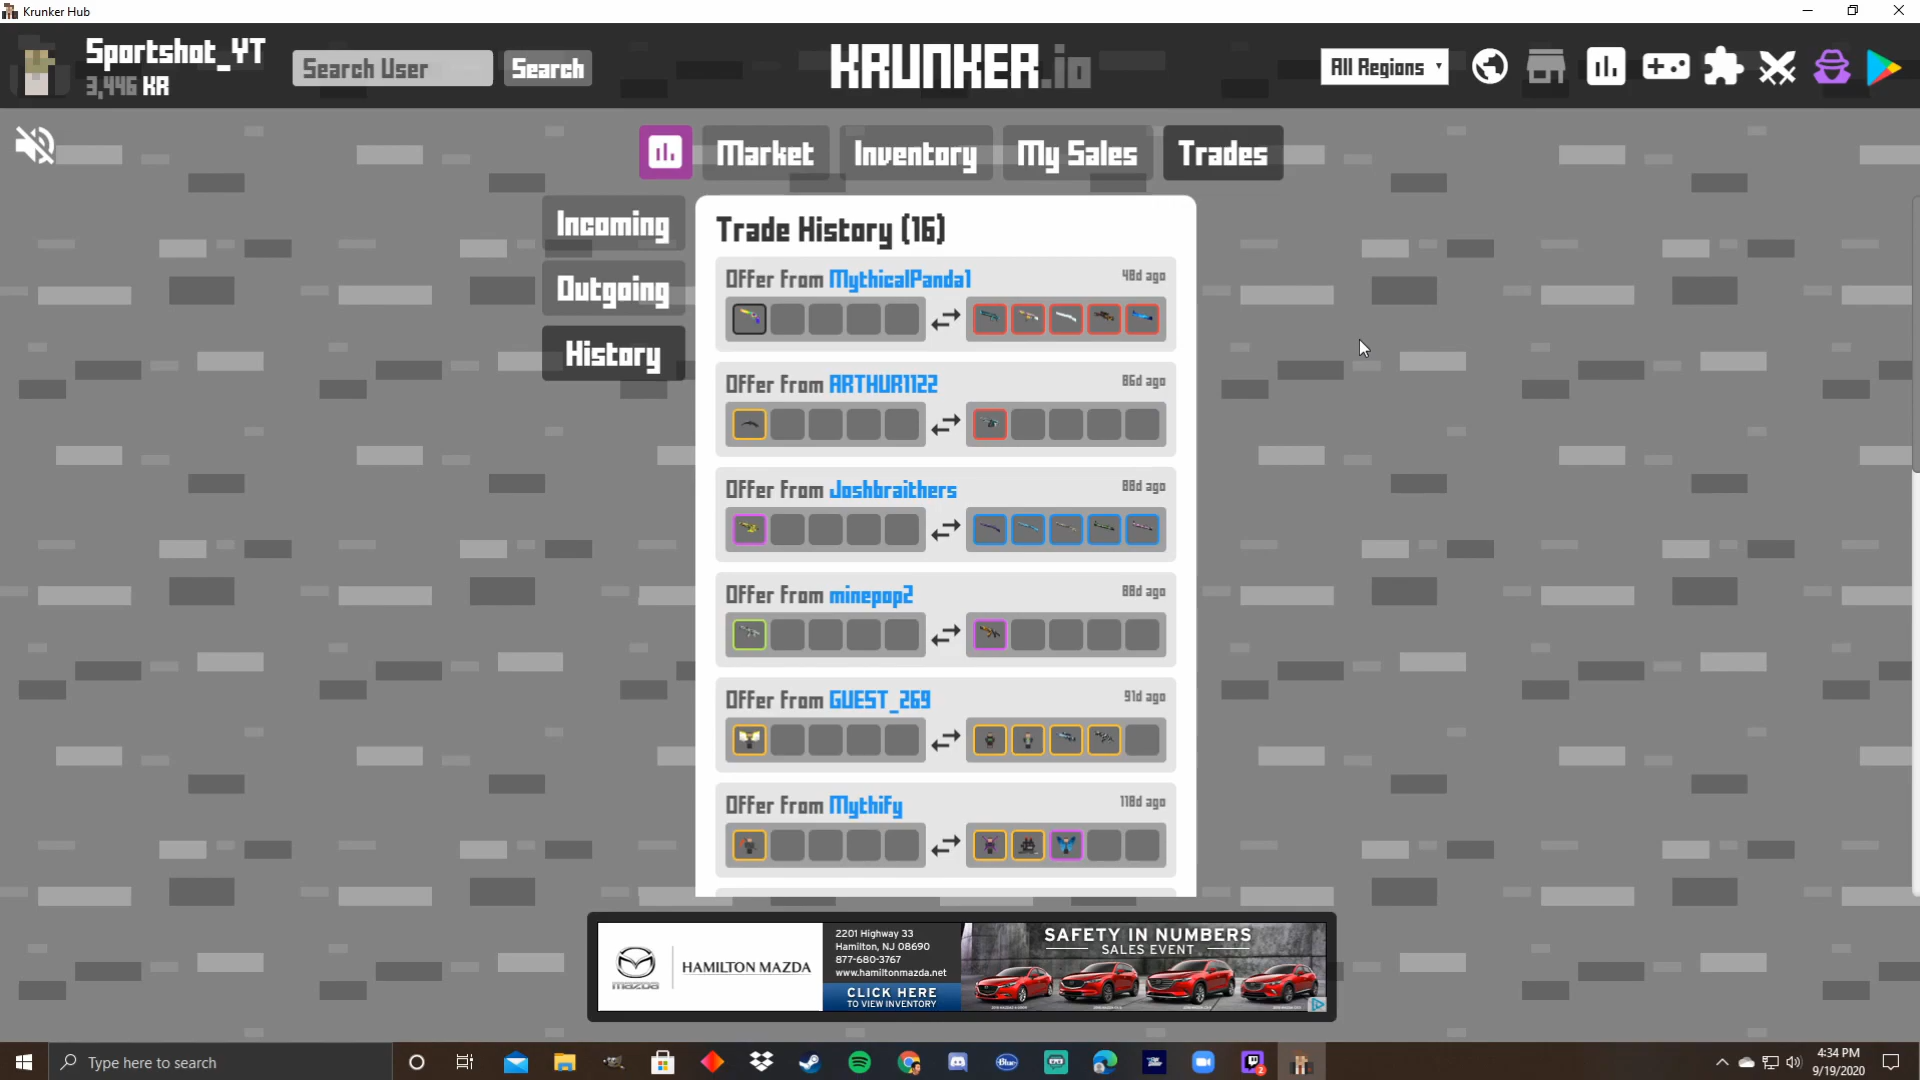 Krunker Hub
Sportshot_YT
3,446 KR
Search User
Search
KRUNKER.io
All Regions
Market
Inventory
My Sales
Trades
Incoming
Outgoing
History
Trade History (16)
Offer from MythicalPanda1
48d ago
Offer from ARTHUR1122
86d ago
Offer from Joshbraithers
88d ago
Offer from minepop2
88d ago
Offer from GUEST_269
91d ago
Offer from Mythify
118d ago
mazda
HAMILTON MAZDA
2201 Highway 33
Hamilton, NJ 08690
877-680-3767
www.hamiltonmazda.net
CLICK HERE
TO VIEW INVENTORY
SAFETY IN NUMBERS
SALES EVENT
Type here to search
Blue
2
4:34 PM
9/19/2020